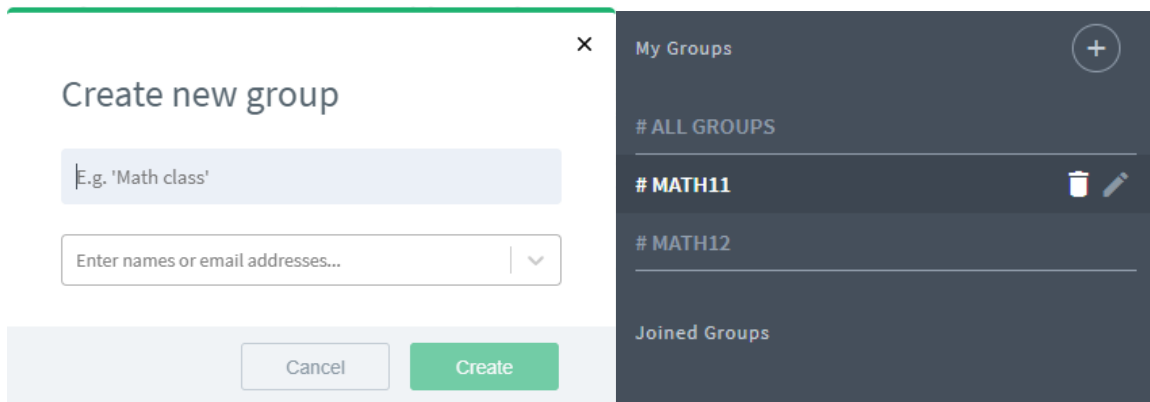 Create new group
E.g. 'Math class'
Enter names or email addresses...
Cancel
Create
My Groups
# ALL GROUPS
# MATH11
# MATH12
Joined Groups